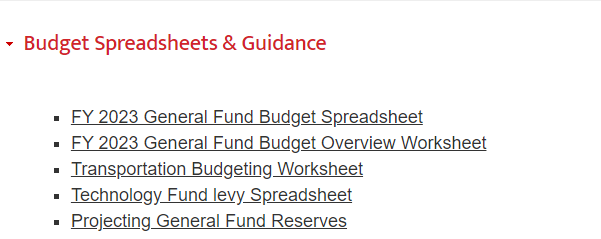 Budget Spreadsheets & Guidance
FY 2023 General Fund Budget Spreadsheet
FY 2023 General Fund Budget Overview Worksheet
Transportation Budgeting Worksheet
Technology Fund levy Spreadsheet
Projecting General Fund Reserves